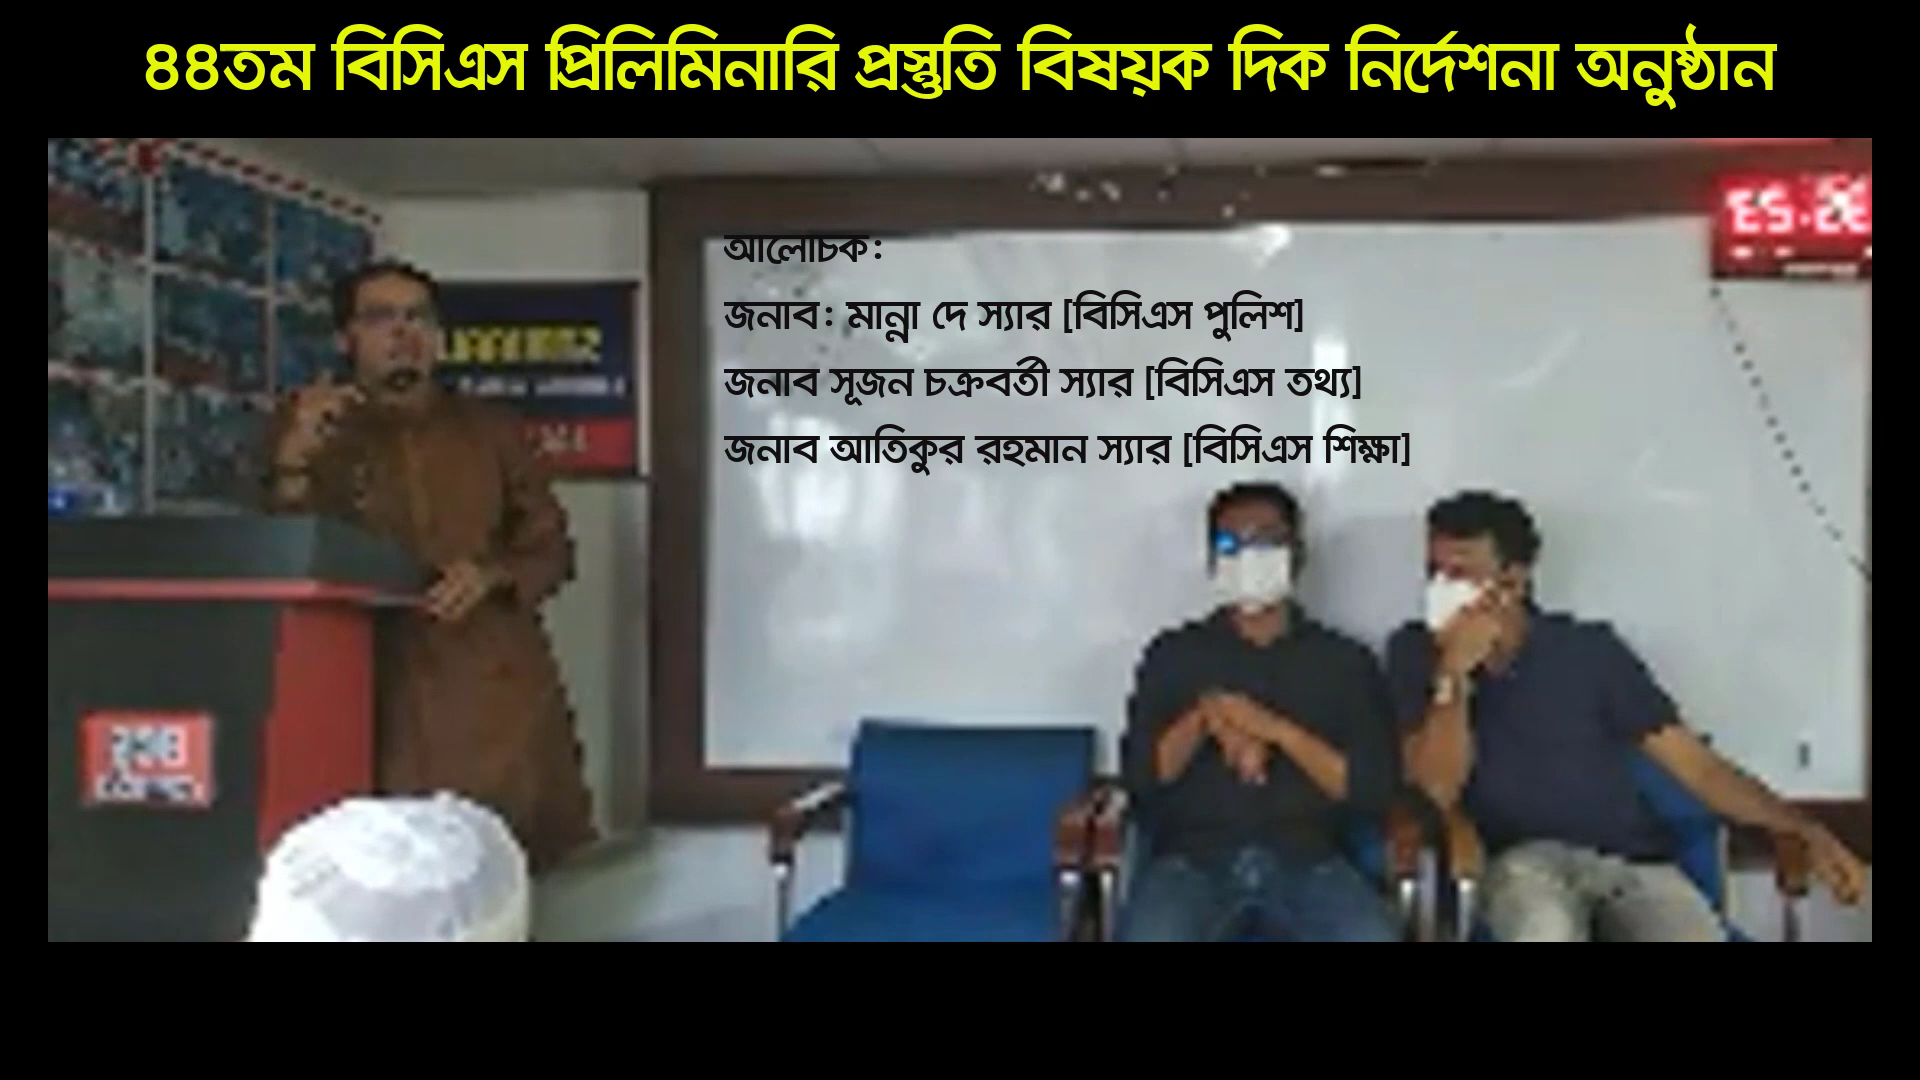 ৪৪তম বিসিএস প্রিলিমিনারি প্রস্তুতি বিষয়ক দিক নির্দেশনা অনুষ্ঠান
আলোচক:
জনাব: মান্না দে স্যার [বিসিএস পুলিশ]
জনাব সূজন চক্রবর্তী স্যার [বিসিএস তথ্য]
জনাব আতিকুর রহমান স্যার [বিসিএস শিক্ষা]